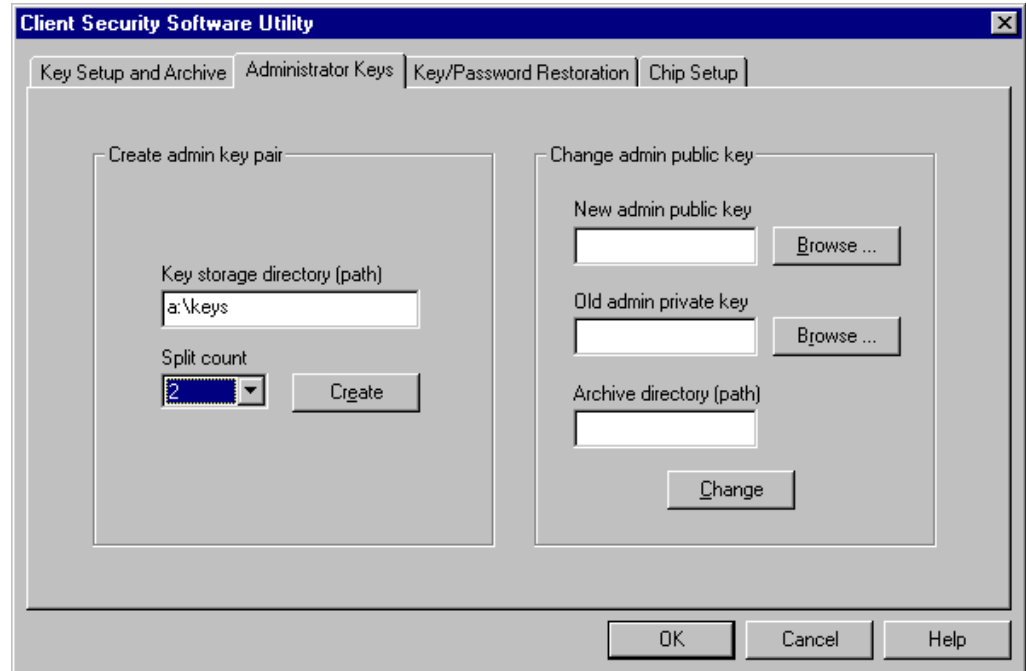 Client Security Software Utility
Key Setup and Archive
Administrator Keys
Key/Password Restoration
Chip Setup
Create admin key pair
Key storage directory (path)
a:\keys
Split count
2
Create
Change admin public key
New admin public key
Browse ...
Old admin private key
Browse ...
Archive directory (path)
Change
OK
Cancel
Help